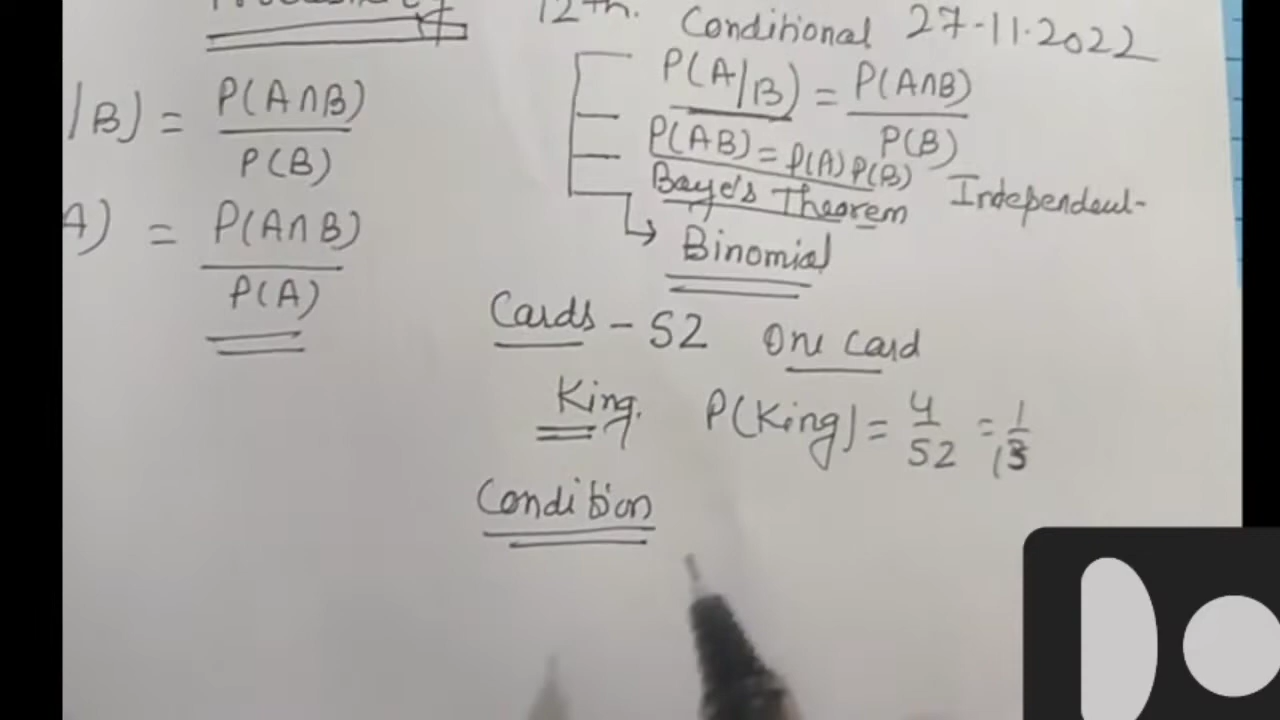 12th. Conditional 27-11-2022
/B) = P(A∩B) / P(B)
A) = P(A∩B) / P(A)
P(A/B) = P(A∩B) / P(B)
P(AB) = P(A) P(B) Independent
Baye's Theorem
Binomial
Cards - 52 One Card
King. P(King) = 4/52 = 1/13
Condition